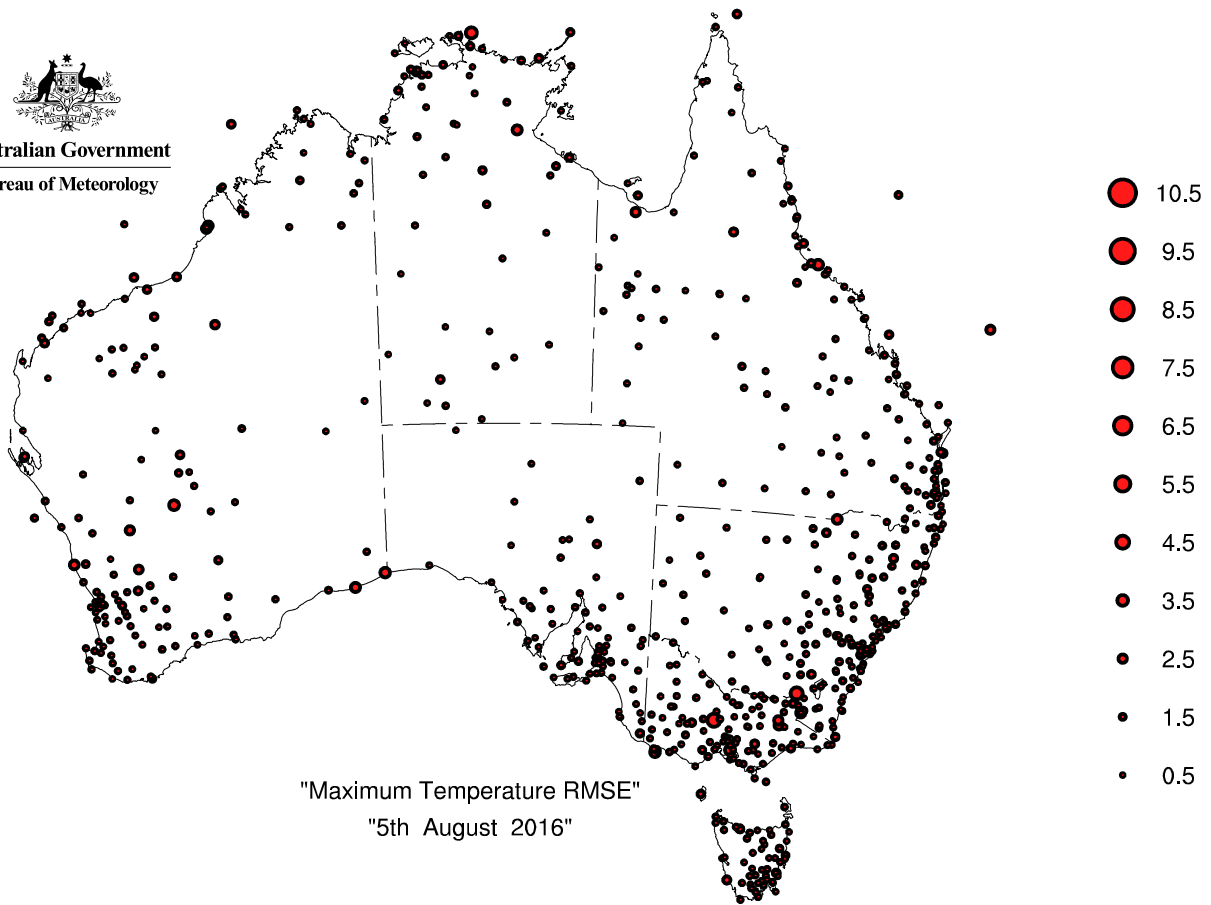 AUSTRALIA
tralian Government
reau of Meteorology
10.5
9.5
8.5
7.5
6.5
5.5
4.5
3.5
2.5
1.5
0.5
"Maximum Temperature RMSE"
"5th August 2016"